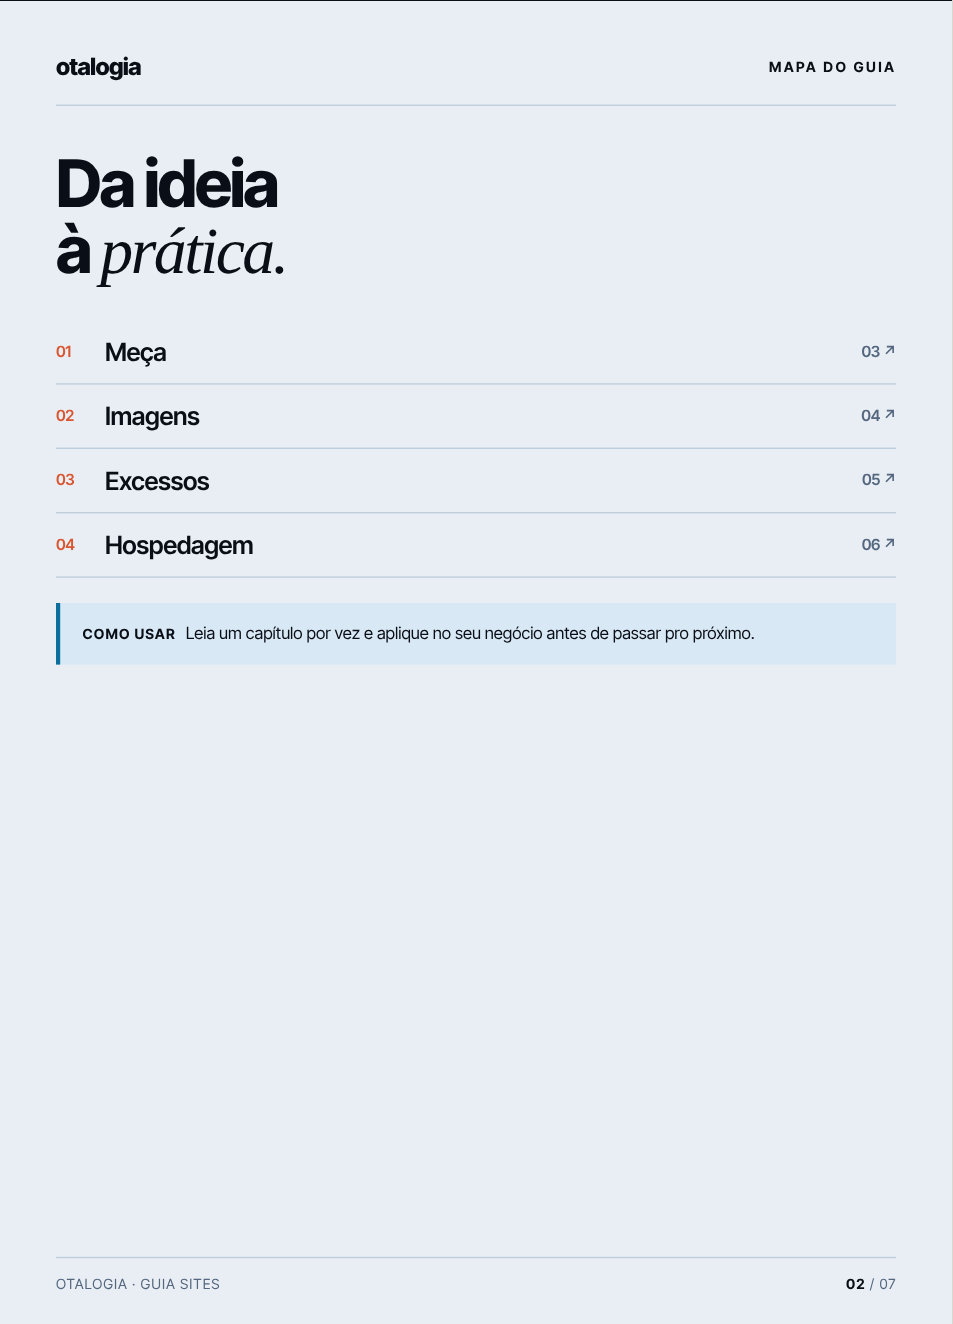 otalogia
MAPA DO GUIA
Da ideia
à prática.
01 Meça 03 ↗
02 Imagens 04 ↗
03 Excessos 05 ↗
04 Hospedagem 06 ↗
COMO USAR Leia um capítulo por vez e aplique no seu negócio antes de passar pro próximo.
OTALOGIA · GUIA SITES
02 / 07